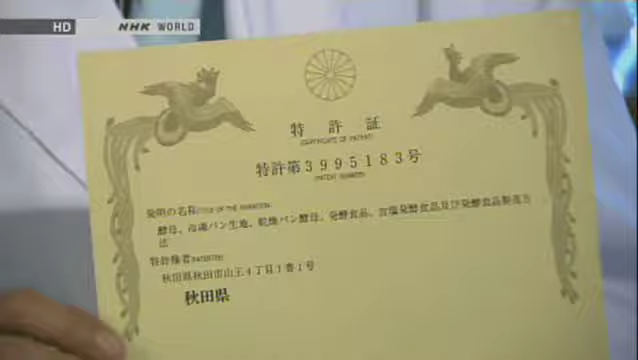 HD
NHK WORLD
特許証
(CERTIFICATE OF PATENT)
特許第3995183号
(PATENT NUMBER)
発明の名称(TITLE OF THE INVENTION)
酵母、冷凍パン生地、乾燥パン酵母、発酵食品、含塩発酵食品及び発酵食品製造方
法
特許権者(PATENTEE)
秋田県秋田市山王4丁目1番1号
秋田県